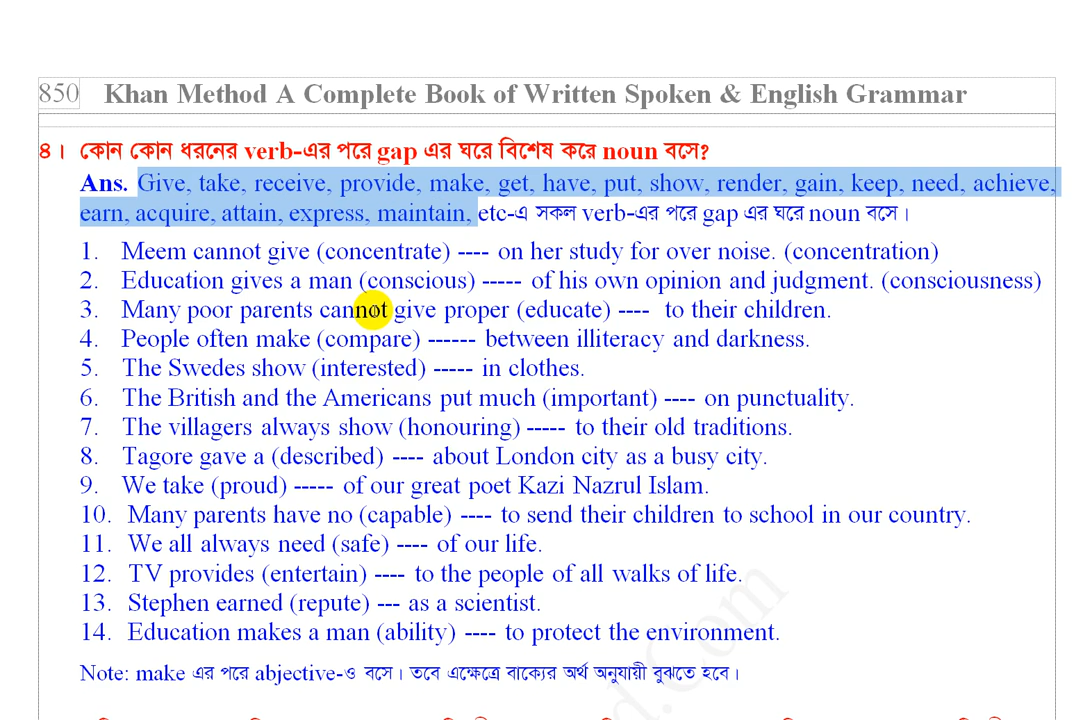 850 Khan Method A Complete Book of Written Spoken & English Grammar
৪। কোন কোন ধরনের verb-এর পরে gap এর ঘরে বিশেষ করে noun বসে?
Ans. Give, take, receive, provide, make, get, have, put, show, render, gain, keep, need, achieve,
earn, acquire, attain, express, maintain, etc-এ সকল verb-এর পরে gap এর ঘরে noun বসে।
1. Meem cannot give (concentrate) ---- on her study for over noise. (concentration)
2. Education gives a man (conscious) ----- of his own opinion and judgment. (consciousness)
3. Many poor parents cannot give proper (educate) ---- to their children.
4. People often make (compare) ------ between illiteracy and darkness.
5. The Swedes show (interested) ----- in clothes.
6. The British and the Americans put much (important) ---- on punctuality.
7. The villagers always show (honouring) ----- to their old traditions.
8. Tagore gave a (described) ---- about London city as a busy city.
9. We take (proud) ----- of our great poet Kazi Nazrul Islam.
10. Many parents have no (capable) ---- to send their children to school in our country.
11. We all always need (safe) ---- of our life.
12. TV provides (entertain) ---- to the people of all walks of life.
13. Stephen earned (repute) --- as a scientist.
14. Education makes a man (ability) ---- to protect the environment.
Note: make এর পরে abjective-ও বসে। তবে এক্ষেত্রে বাক্যের অর্থ অনুযায়ী বুঝতে হবে।
d.Com